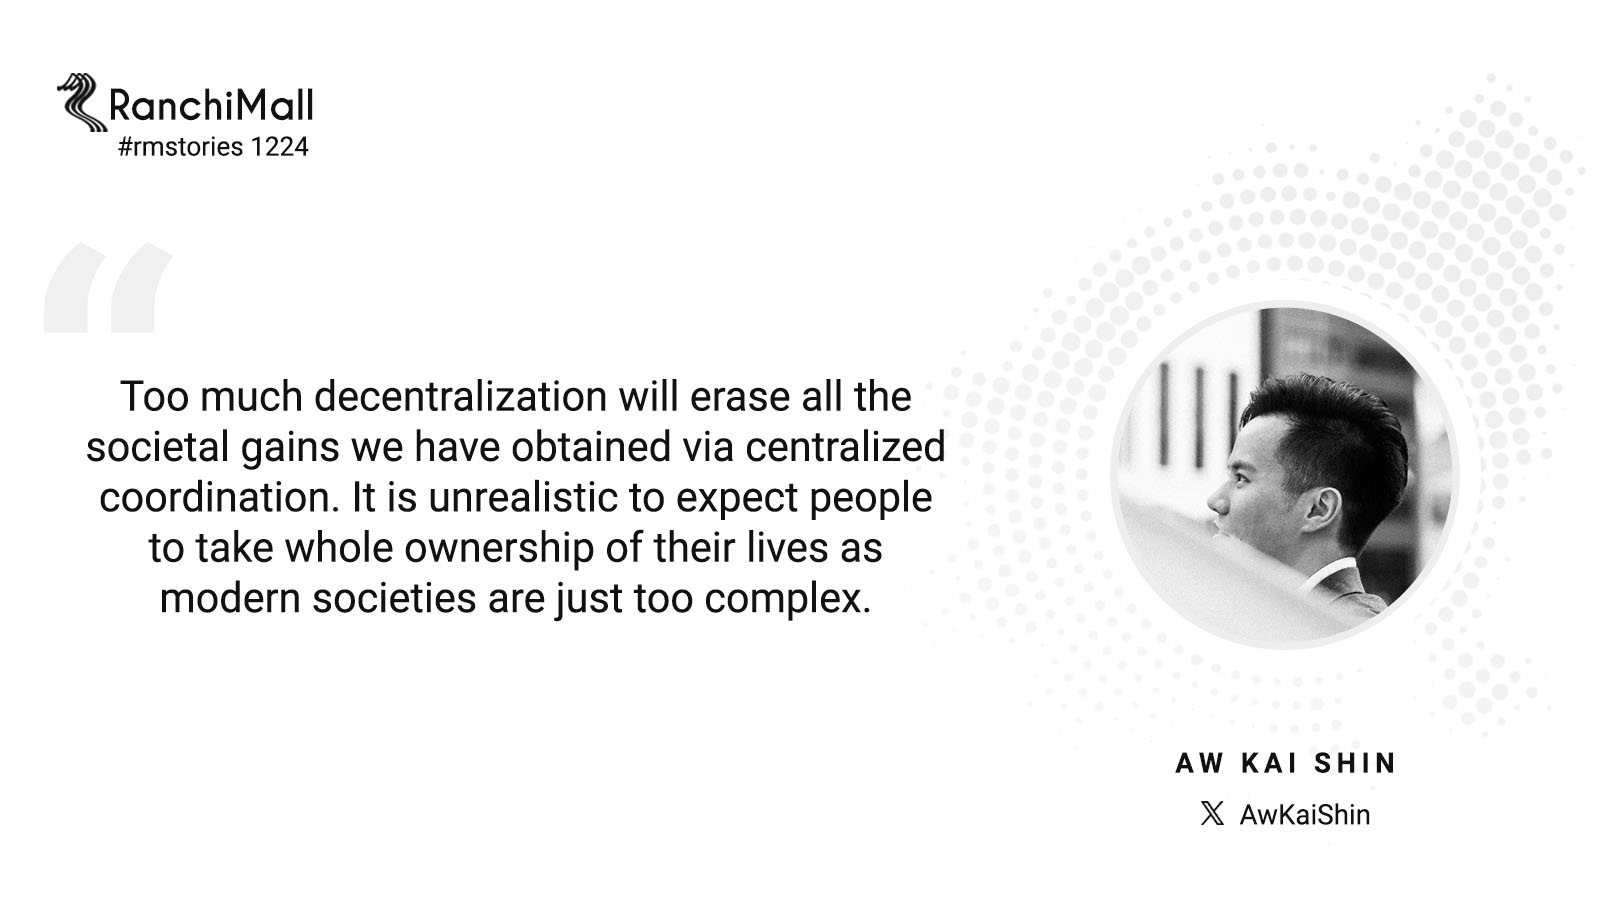 RanchiMall
#rmstories 1224
“
Too much decentralization will erase all the
societal gains we have obtained via centralized
coordination. It is unrealistic to expect people
to take whole ownership of their lives as
modern societies are just too complex.
AW KAI SHIN
𝕏 AwKaiShin